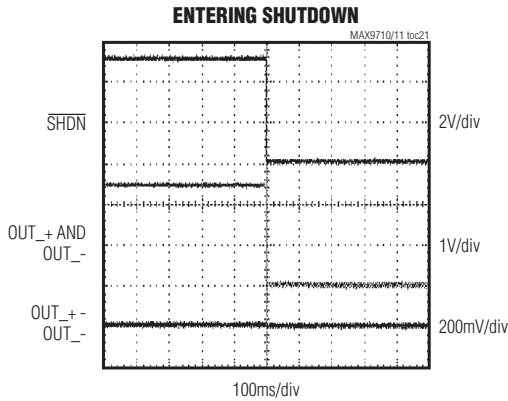 ENTERING SHUTDOWN
MAX9710/11 toc21
SHDN
2V/div
OUT_+ AND
OUT_-
1V/div
OUT_+ -
OUT_-
200mV/div
100ms/div